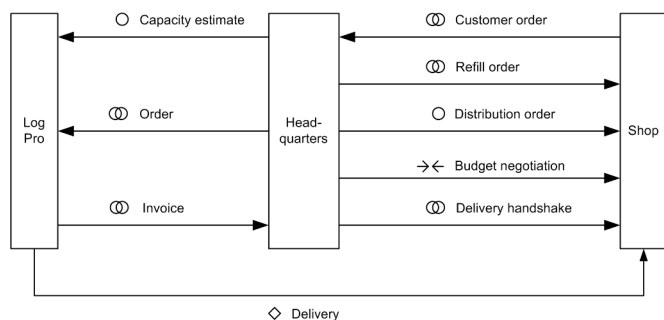 Capacity estimate
Customer order
Refill order
Log
Pro
Order
Head-
quarters
Distribution order
Shop
Budget negotiation
Invoice
Delivery handshake
Delivery